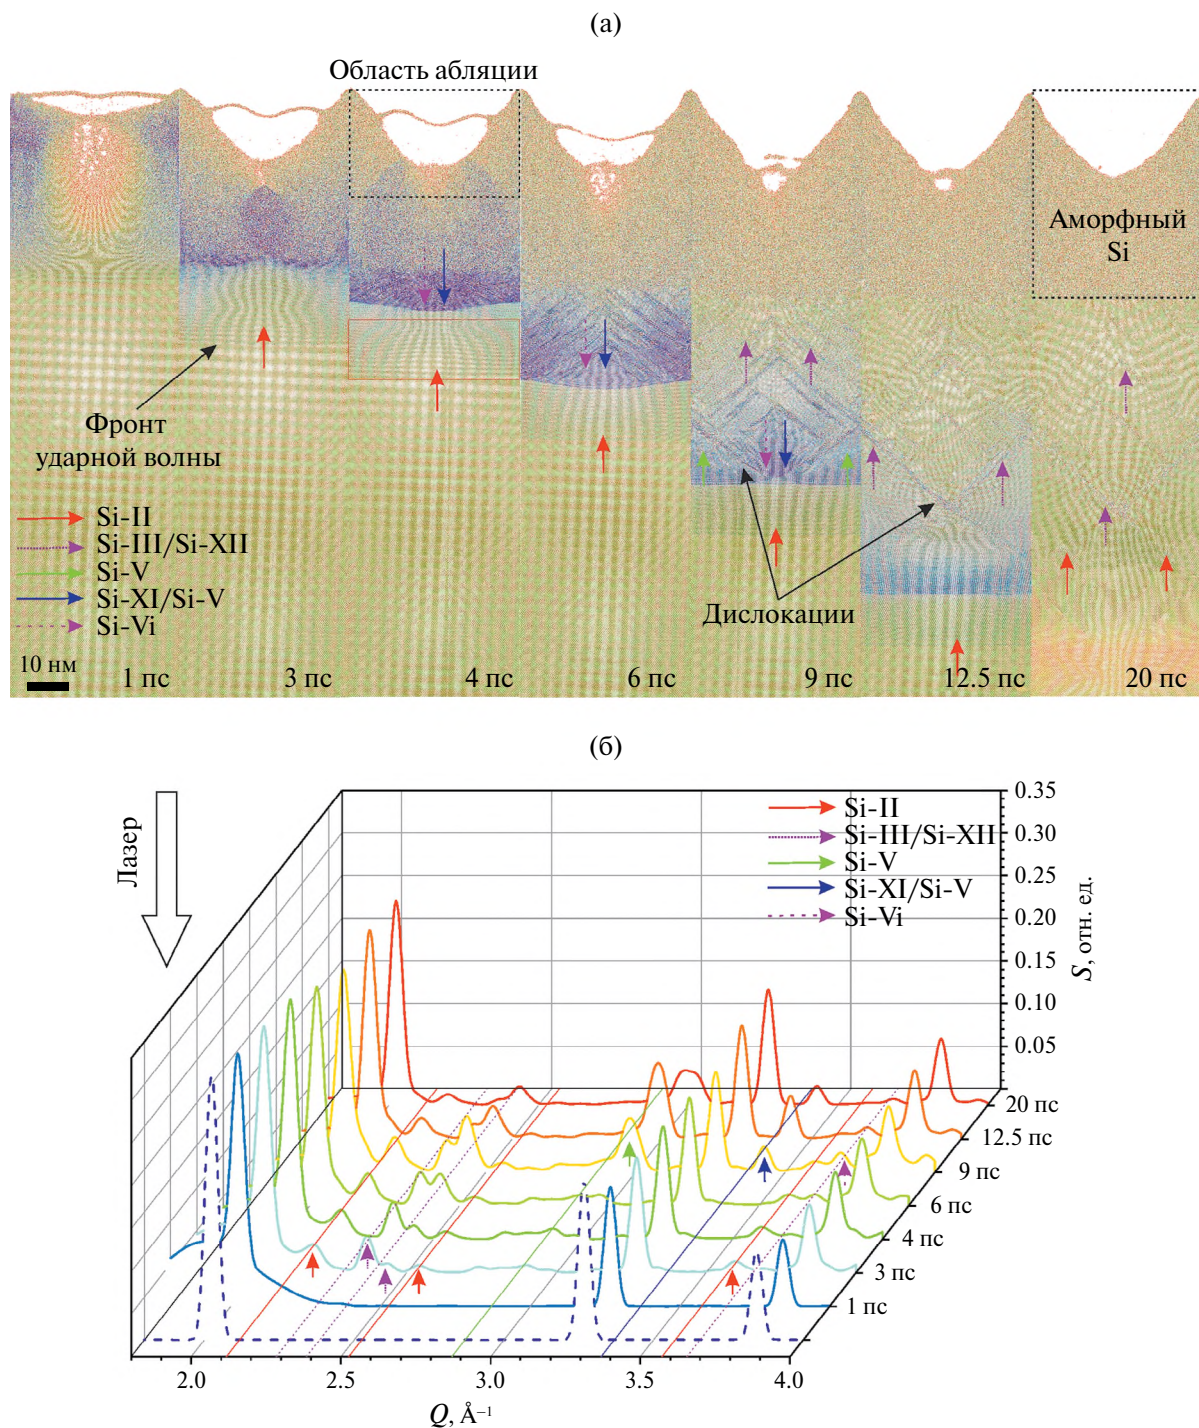 (а)
Область абляции
Аморфный
Si
Фронт
ударной волны
Si-II
Si-III/Si-XII
Si-V
Si-XI/Si-V
Si-Vi
Дислокации
10 нм
1 пс
3 пс
4 пс
6 пс
9 пс
12.5 пс
20 пс
(б)
Лазер
Si-II
Si-III/Si-XII
Si-V
Si-XI/Si-V
Si-Vi
0.35
0.30
0.25
0.20
0.15
0.10
0.05
S, отн. ед.
20 пс
12.5 пс
9 пс
6 пс
4 пс
3 пс
1 пс
2.0
2.5
3.0
3.5
4.0
Q, Å⁻¹